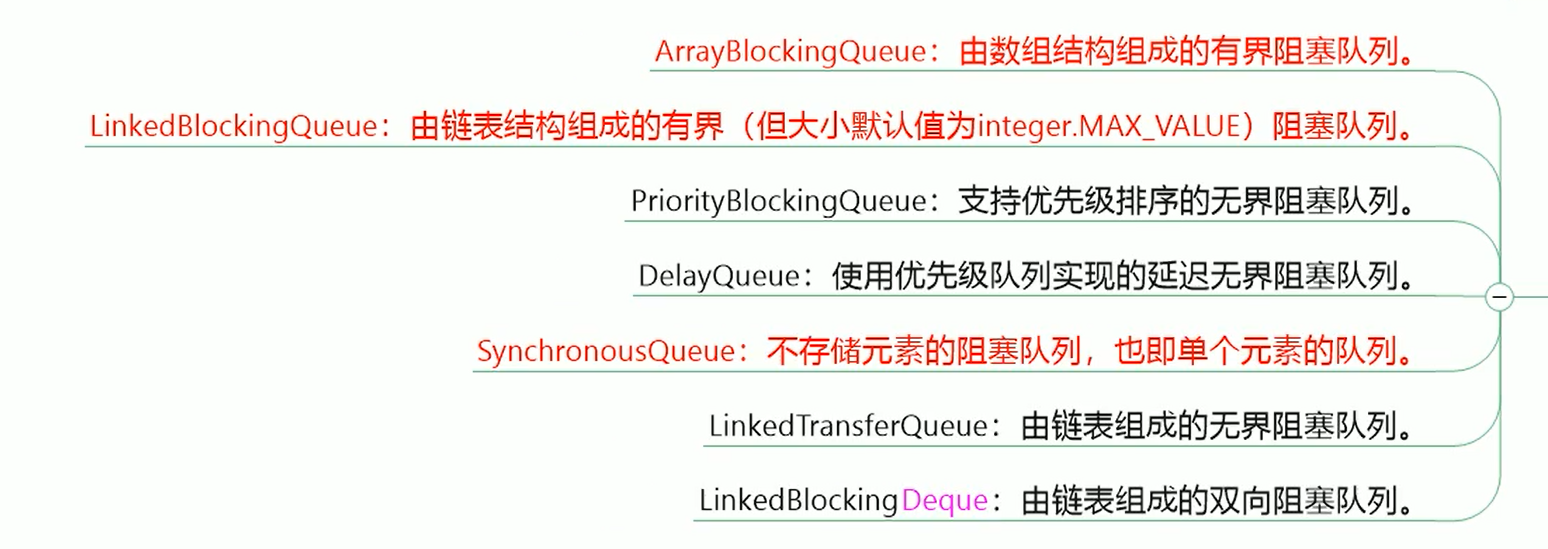 ArrayBlockingQueue：由数组结构组成的有界阻塞队列。
LinkedBlockingQueue：由链表结构组成的有界（但大小默认值为integer.MAX_VALUE）阻塞队列。
PriorityBlockingQueue：支持优先级排序的无界阻塞队列。
DelayQueue：使用优先级队列实现的延迟无界阻塞队列。
SynchronousQueue：不存储元素的阻塞队列，也即单个元素的队列。
LinkedTransferQueue：由链表组成的无界阻塞队列。
LinkedBlockingDeque：由链表组成的双向阻塞队列。